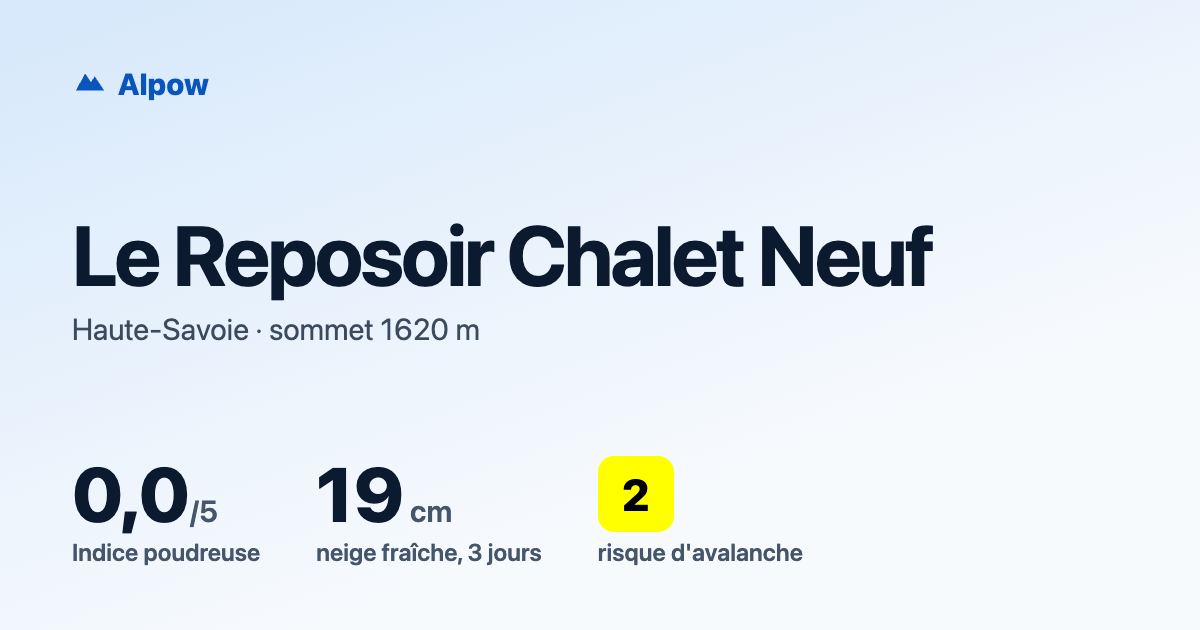 Alpow
Le Reposoir Chalet Neuf
Haute-Savoie · sommet 1620 m
0,0/5
Indice poudreuse
19 cm
neige fraîche, 3 jours
2
risque d'avalanche